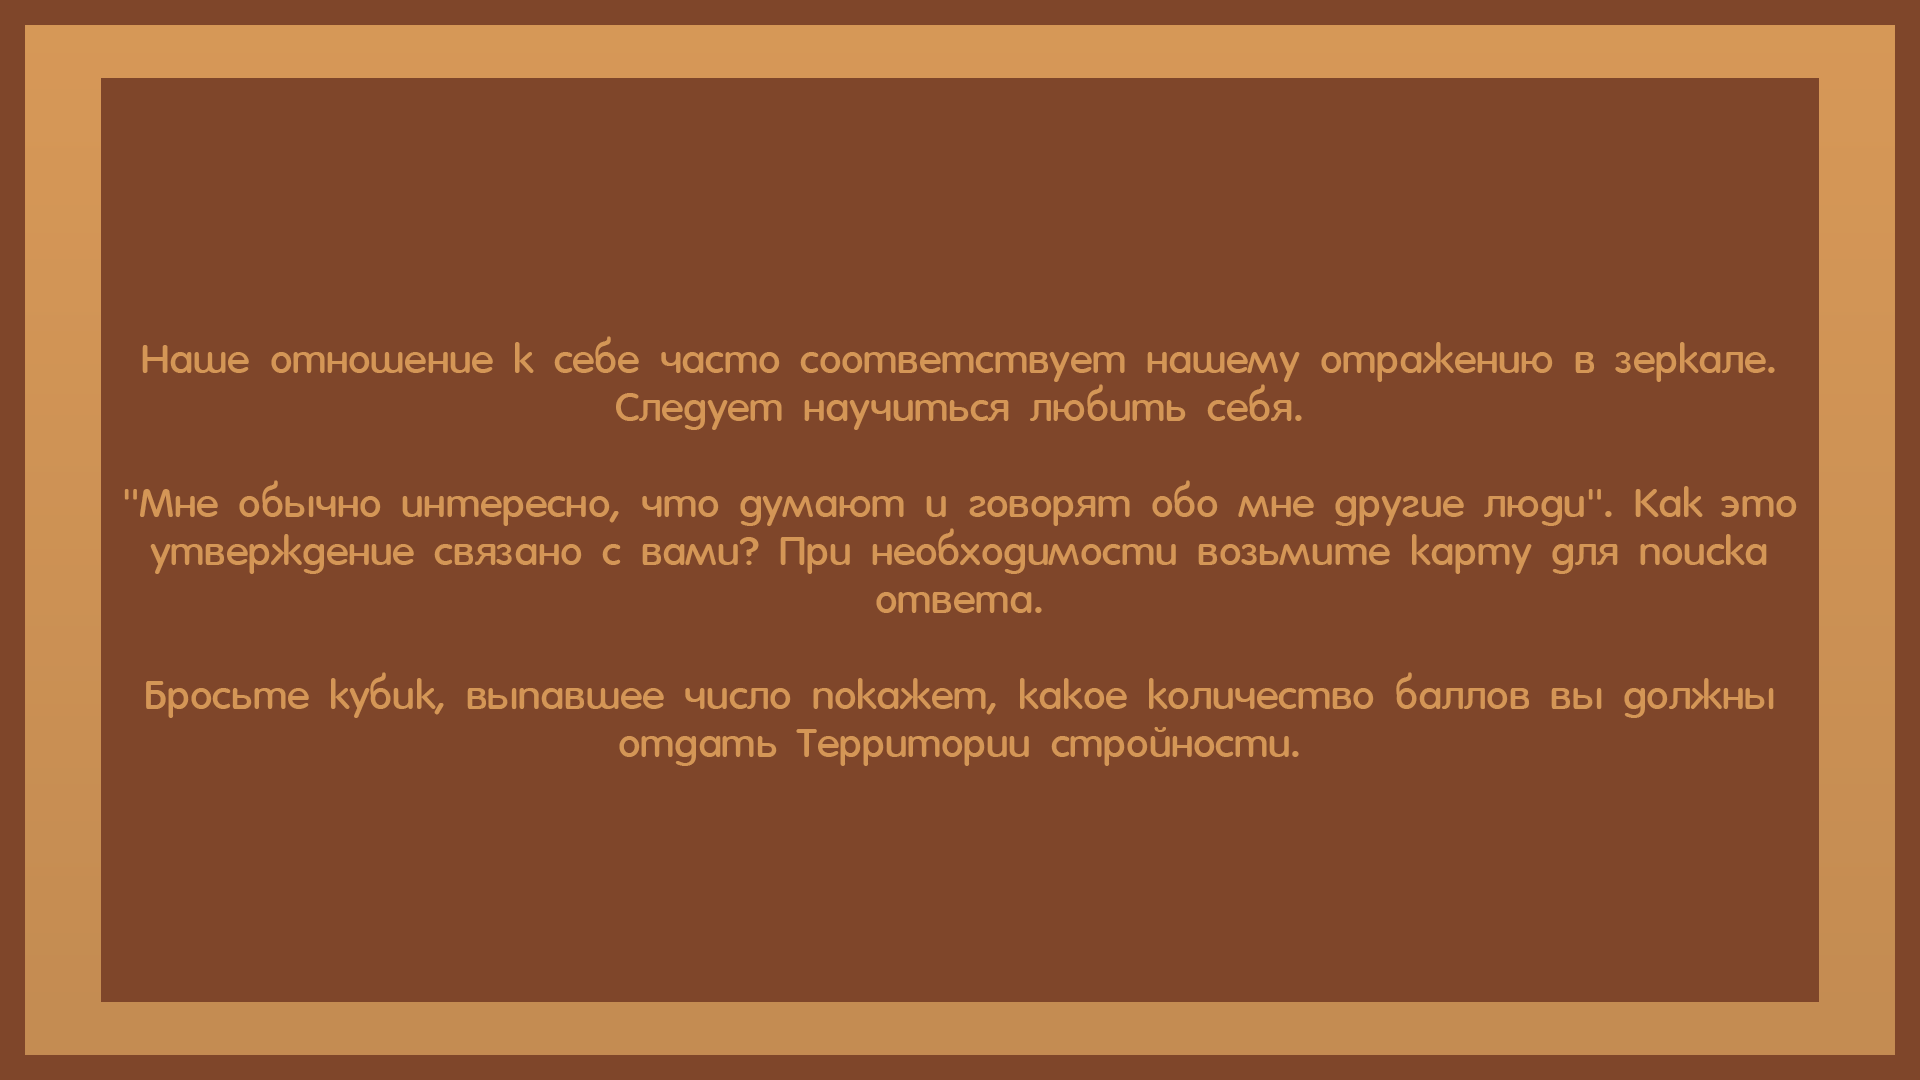 Наше отношение к себе часто соответствует нашему отражению в зеркале.
Следует научиться любить себя.
"Мне обычно интересно, что думают и говорят обо мне другие люди". Как это
утверждение связано с вами? При необходимости возьмите карту для поиска
ответа.
Бросьте кубик, выпавшее число покажет, какое количество баллов вы должны
отдать Территории стройности.